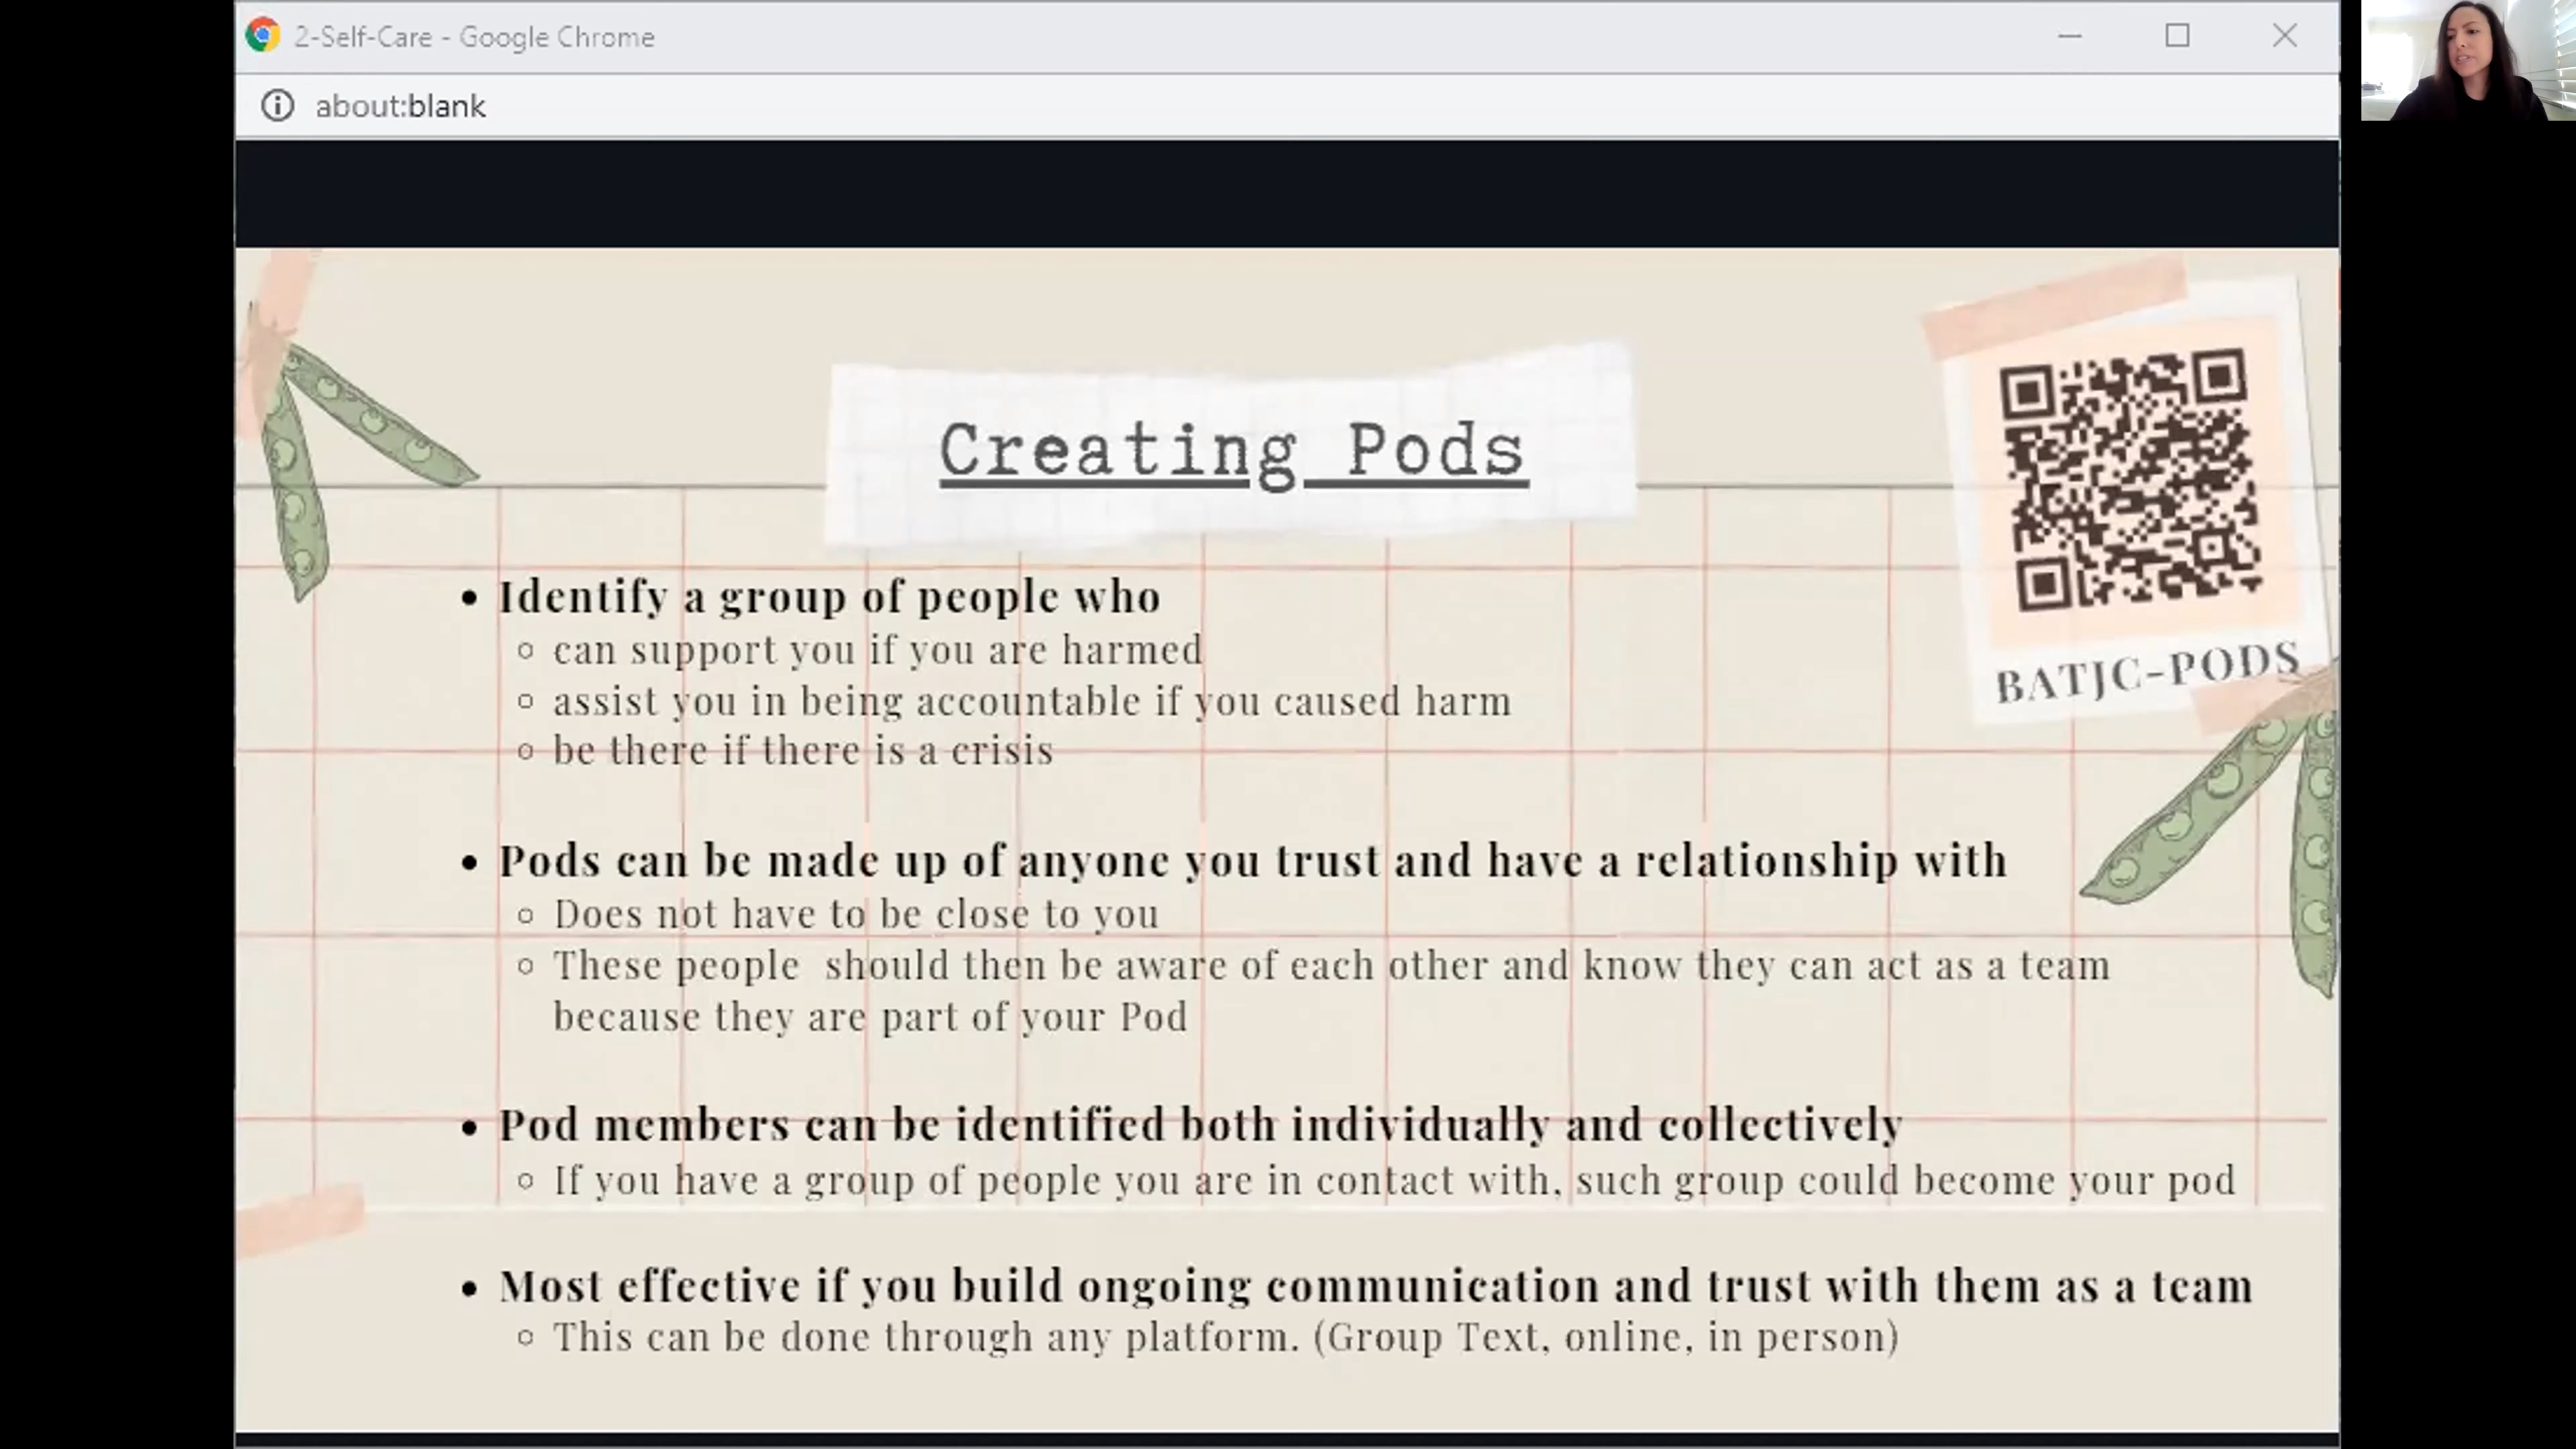 2-Self-Care - Google Chrome
about:blank
Creating Pods
BATJC-PODS
• Identify a group of people who
○ can support you if you are harmed
○ assist you in being accountable if you caused harm
○ be there if there is a crisis
• Pods can be made up of anyone you trust and have a relationship with
○ Does not have to be close to you
○ These people should then be aware of each other and know they can act as a team
because they are part of your Pod
• Pod members can be identified both individually and collectively
○ If you have a group of people you are in contact with, such group could become your pod
• Most effective if you build ongoing communication and trust with them as a team
○ This can be done through any platform. (Group Text, online, in person)